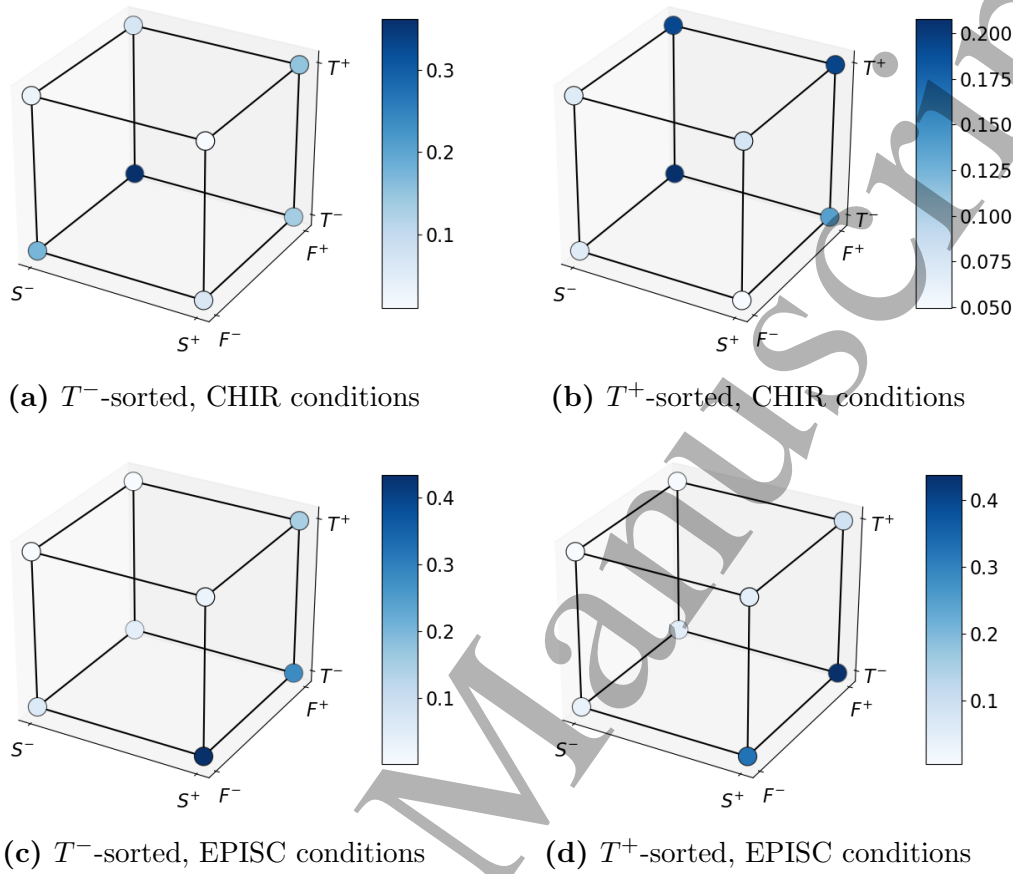 0.3
0.2
0.1
T⁺
T⁻
F⁺
S⁻
S⁺
F⁻
(a) T⁻-sorted, CHIR conditions
0.200
0.175
0.150
0.125
0.100
0.075
0.050
T⁺
T⁻
F⁺
S⁻
S⁺
F⁻
(b) T⁺-sorted, CHIR conditions
0.4
0.3
0.2
0.1
T⁺
T⁻
F⁺
S⁻
S⁺
F⁻
(c) T⁻-sorted, EPISC conditions
0.4
0.3
0.2
0.1
T⁺
T⁻
F⁺
S⁻
S⁺
F⁻
(d) T⁺-sorted, EPISC conditions
Manuscri